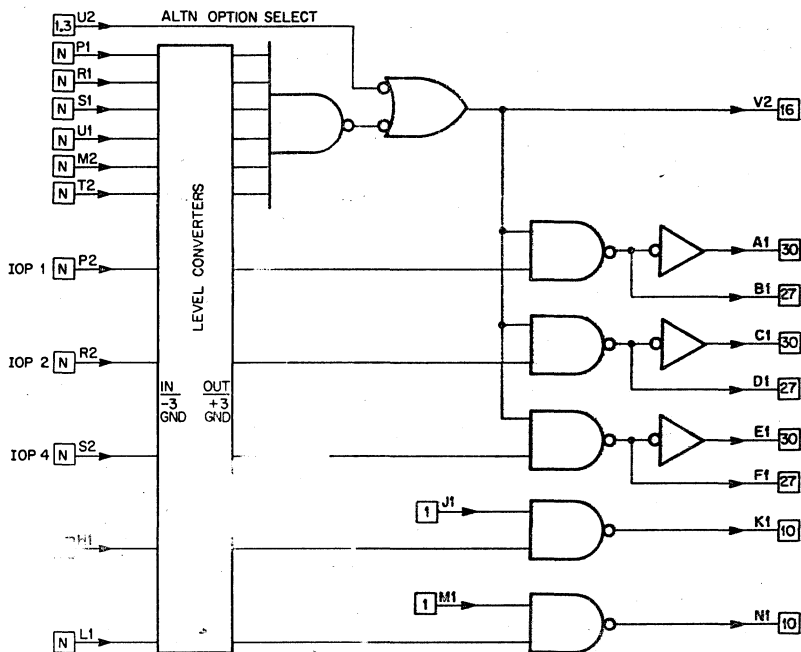 1,3 U2 ALTN OPTION SELECT
N P1
N R1
N S1
N U1
N M2
N T2
V2 16
LEVEL CONVERTERS
A1 30
IOP 1 N P2
B1 27
C1 30
IOP 2 N R2
D1 27
IN OUT
-3 +3
GND GND
E1 30
IOP 4 N S2
F1 27
1 J1
K1 10
H1
1 M1
N1 10
N L1